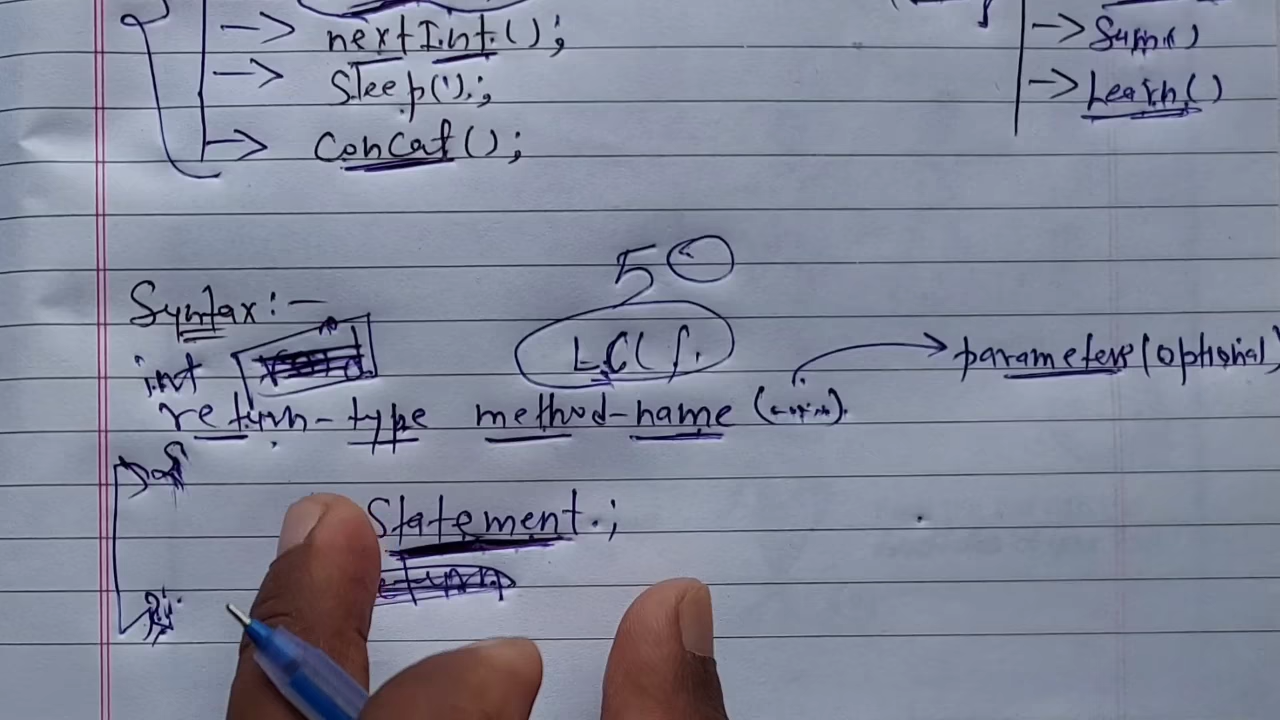 -> nextInt();
-> Sleep();;
-> Concat();
-> Sum()
-> Learn()
Syntax:-
50
LC(f.
int
-> parameters (optional)
return-type method-name ( ).
Statement.;